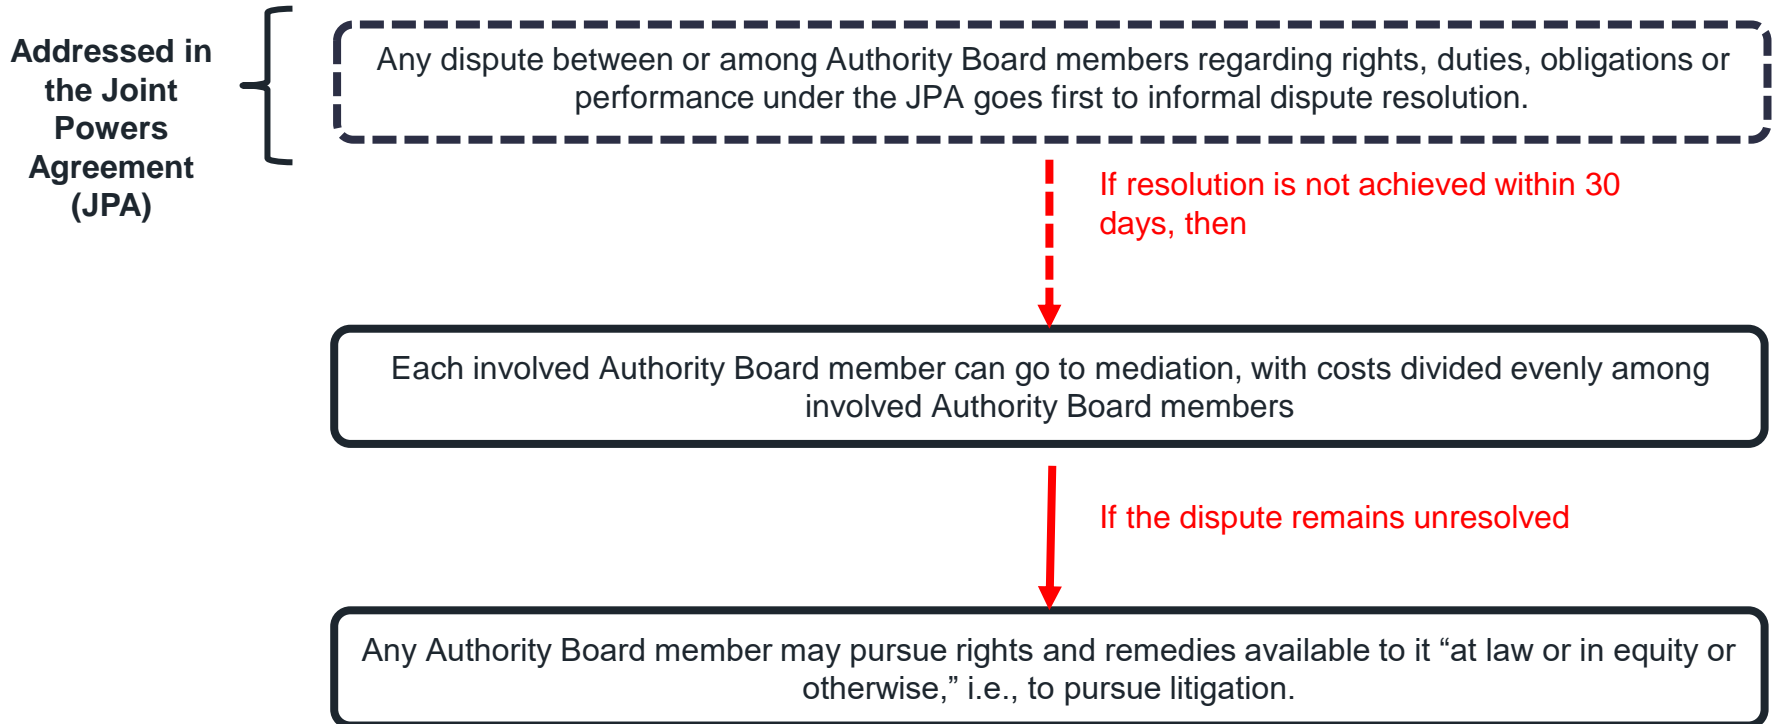 Addressed in
the Joint
Powers
Agreement
(JPA)
Any dispute between or among Authority Board members regarding rights, duties, obligations or
performance under the JPA goes first to informal dispute resolution.
If resolution is not achieved within 30
days, then
Each involved Authority Board member can go to mediation, with costs divided evenly among
involved Authority Board members
If the dispute remains unresolved
Any Authority Board member may pursue rights and remedies available to it “at law or in equity or
otherwise,” i.e., to pursue litigation.